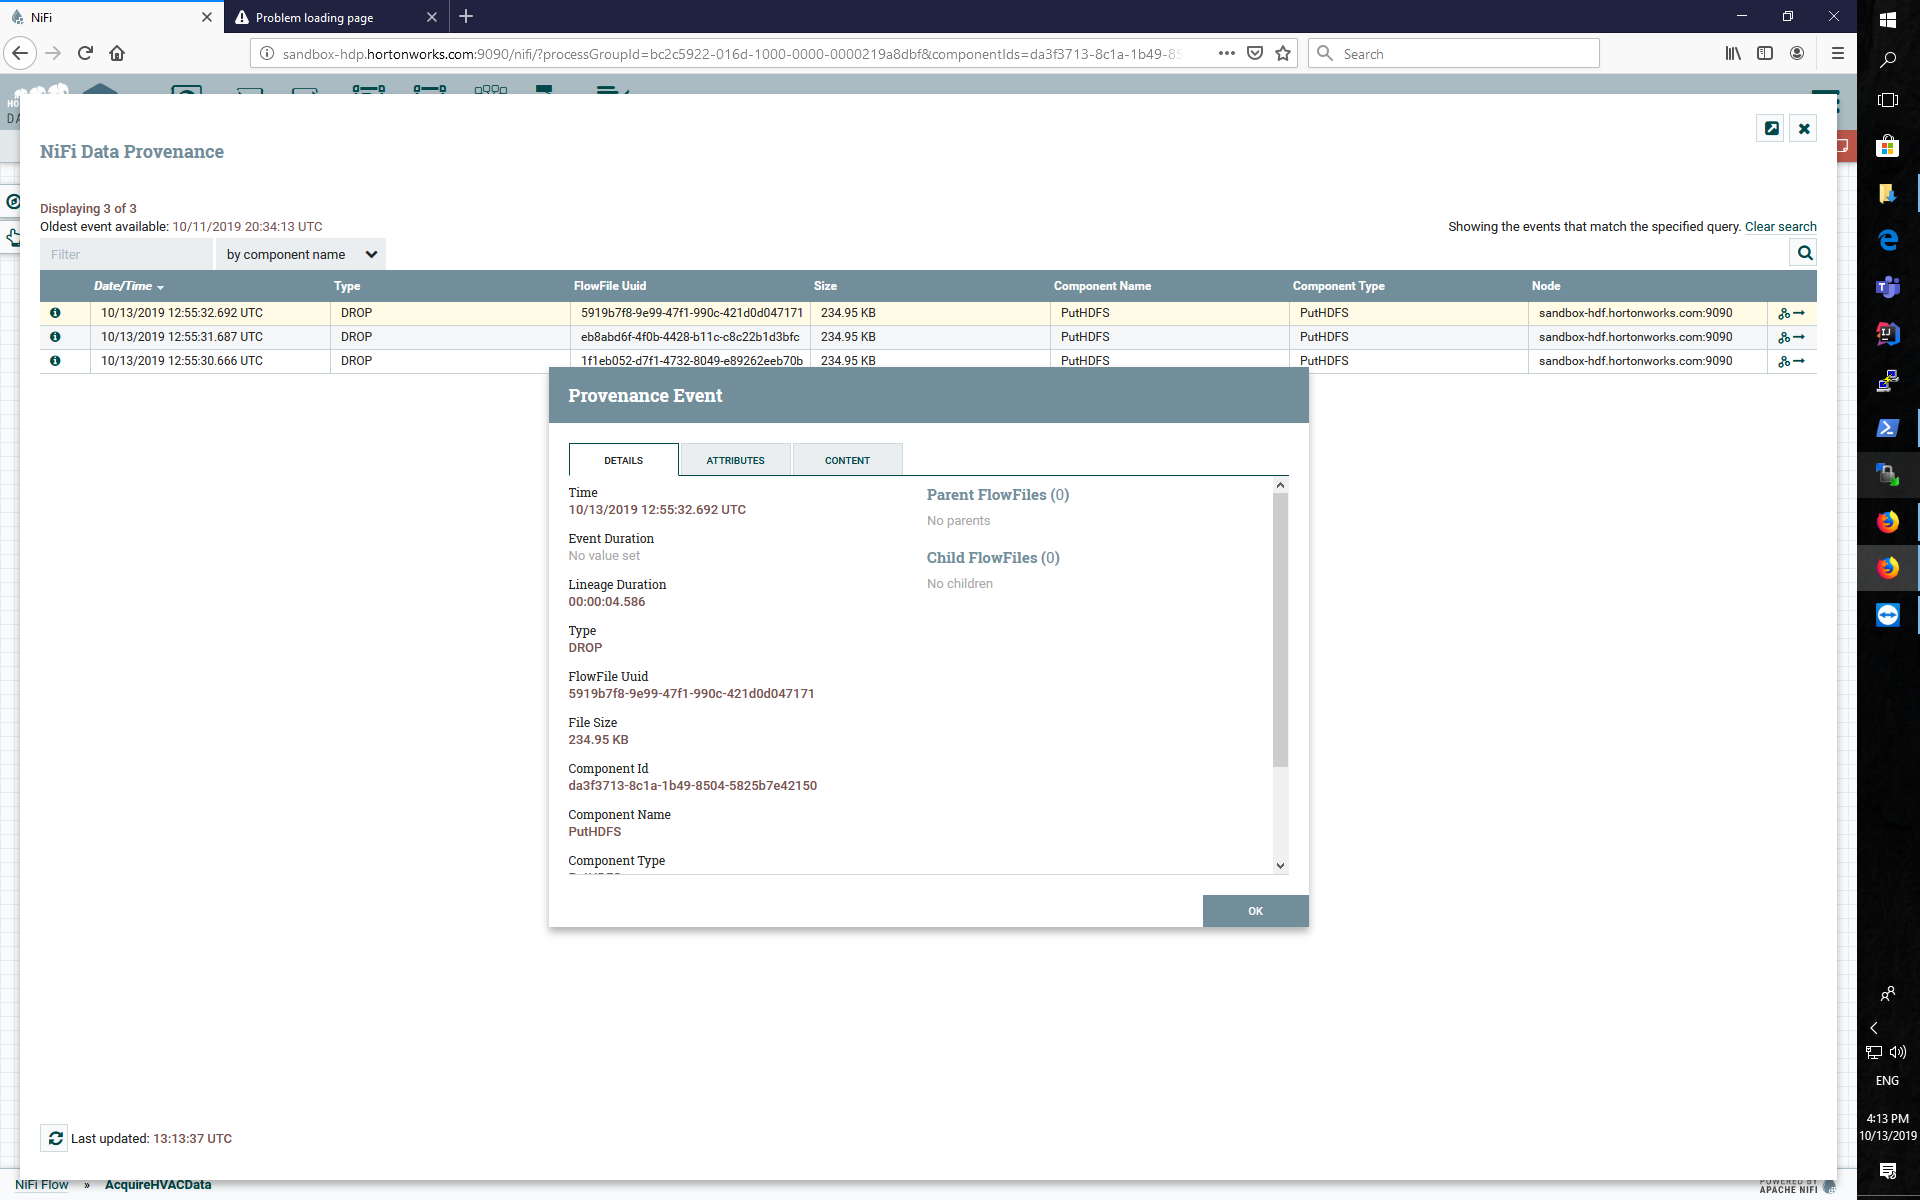 NiFi
Problem loading page
sandbox-hdp.hortonworks.com:9090/nifi/?processGroupId=bc2c5922-016d-1000-0000-0000219a8dbf&componentIds=da3f3713-8c1a-1b49-85
Search
NiFi Data Provenance
Displaying 3 of 3
Oldest event available: 10/11/2019 20:34:13 UTC
Showing the events that match the specified query. Clear search
Filter
by component name
Date/Time Type FlowFile Uuid Size Component Name Component Type Node
10/13/2019 12:55:32.692 UTC DROP 5919b7f8-9e99-47f1-990c-421d0d047171 234.95 KB PutHDFS PutHDFS sandbox-hdf.hortonworks.com:9090
10/13/2019 12:55:31.687 UTC DROP eb8abd6f-4f0b-4428-b11c-c8c22b1d3bfc 234.95 KB PutHDFS PutHDFS sandbox-hdf.hortonworks.com:9090
10/13/2019 12:55:30.666 UTC DROP 1f1eb052-d7f1-4732-8049-e89262eeb70b 234.95 KB PutHDFS PutHDFS sandbox-hdf.hortonworks.com:9090
Provenance Event
DETAILS ATTRIBUTES CONTENT
Time
10/13/2019 12:55:32.692 UTC
Event Duration
No value set
Lineage Duration
00:00:04.586
Type
DROP
FlowFile Uuid
5919b7f8-9e99-47f1-990c-421d0d047171
File Size
234.95 KB
Component Id
da3f3713-8c1a-1b49-8504-5825b7e42150
Component Name
PutHDFS
Component Type
Parent FlowFiles (0)
No parents
Child FlowFiles (0)
No children
OK
Last updated: 13:13:37 UTC
NiFi Flow » AcquireHVACData
POWERED BY
APACHE NIFI
ENG
4:13 PM
10/13/2019